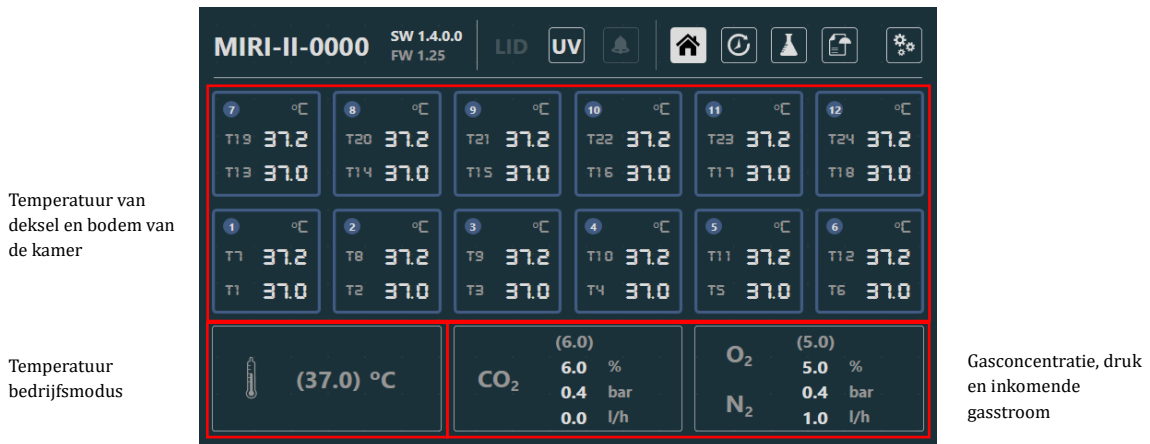 MIRI-II-0000 SW 1.4.0.0 LID UV
FW 1.25
7 °C 8 °C 9 °C 10 °C 11 °C 12 °C
T19 37.2 T20 37.2 T21 37.2 T22 37.2 T23 37.2 T24 37.2
T13 37.0 T14 37.0 T15 37.0 T16 37.0 T17 37.0 T18 37.0
Temperatuur van
deksel en bodem van
de kamer
1 °C 2 °C 3 °C 4 °C 5 °C 6 °C
T7 37.2 T8 37.2 T9 37.2 T10 37.2 T11 37.2 T12 37.2
T1 37.0 T2 37.0 T3 37.0 T4 37.0 T5 37.0 T6 37.0
Temperatuur
bedrijfsmodus
(37.0) °C
CO2
(6.0)
6.0 %
0.4 bar
0.0 l/h
O2
N2
(5.0)
5.0 %
0.4 bar
1.0 l/h
Gasconcentratie, druk
en inkomende
gasstroom